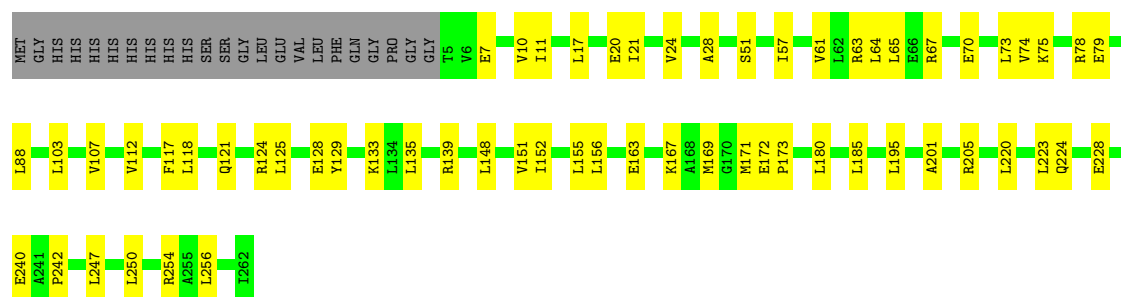 MET GLY HIS HIS HIS HIS HIS HIS HIS HIS SER SER GLY LEU GLU VAL LEU PHE GLN GLY PRO GLY GLY T5 V6 E7 V10 I11 L17 E20 I21 V24 A28 S51 I57 V61 L62 R63 L64 L65 E66 R67 E70 L73 V74 K75 R78 E79
L88 L103 V107 V112 F117 L118 Q121 R124 L125 E128 Y129 K133 L134 L135 R139 L148 V151 I152 L155 L156 E163 K167 A168 M169 G170 M171 E172 P173 L180 L185 L195 A201 R205 L220 L223 Q224 E228
E240 A241 P242 L247 L250 R254 A255 L256 I262